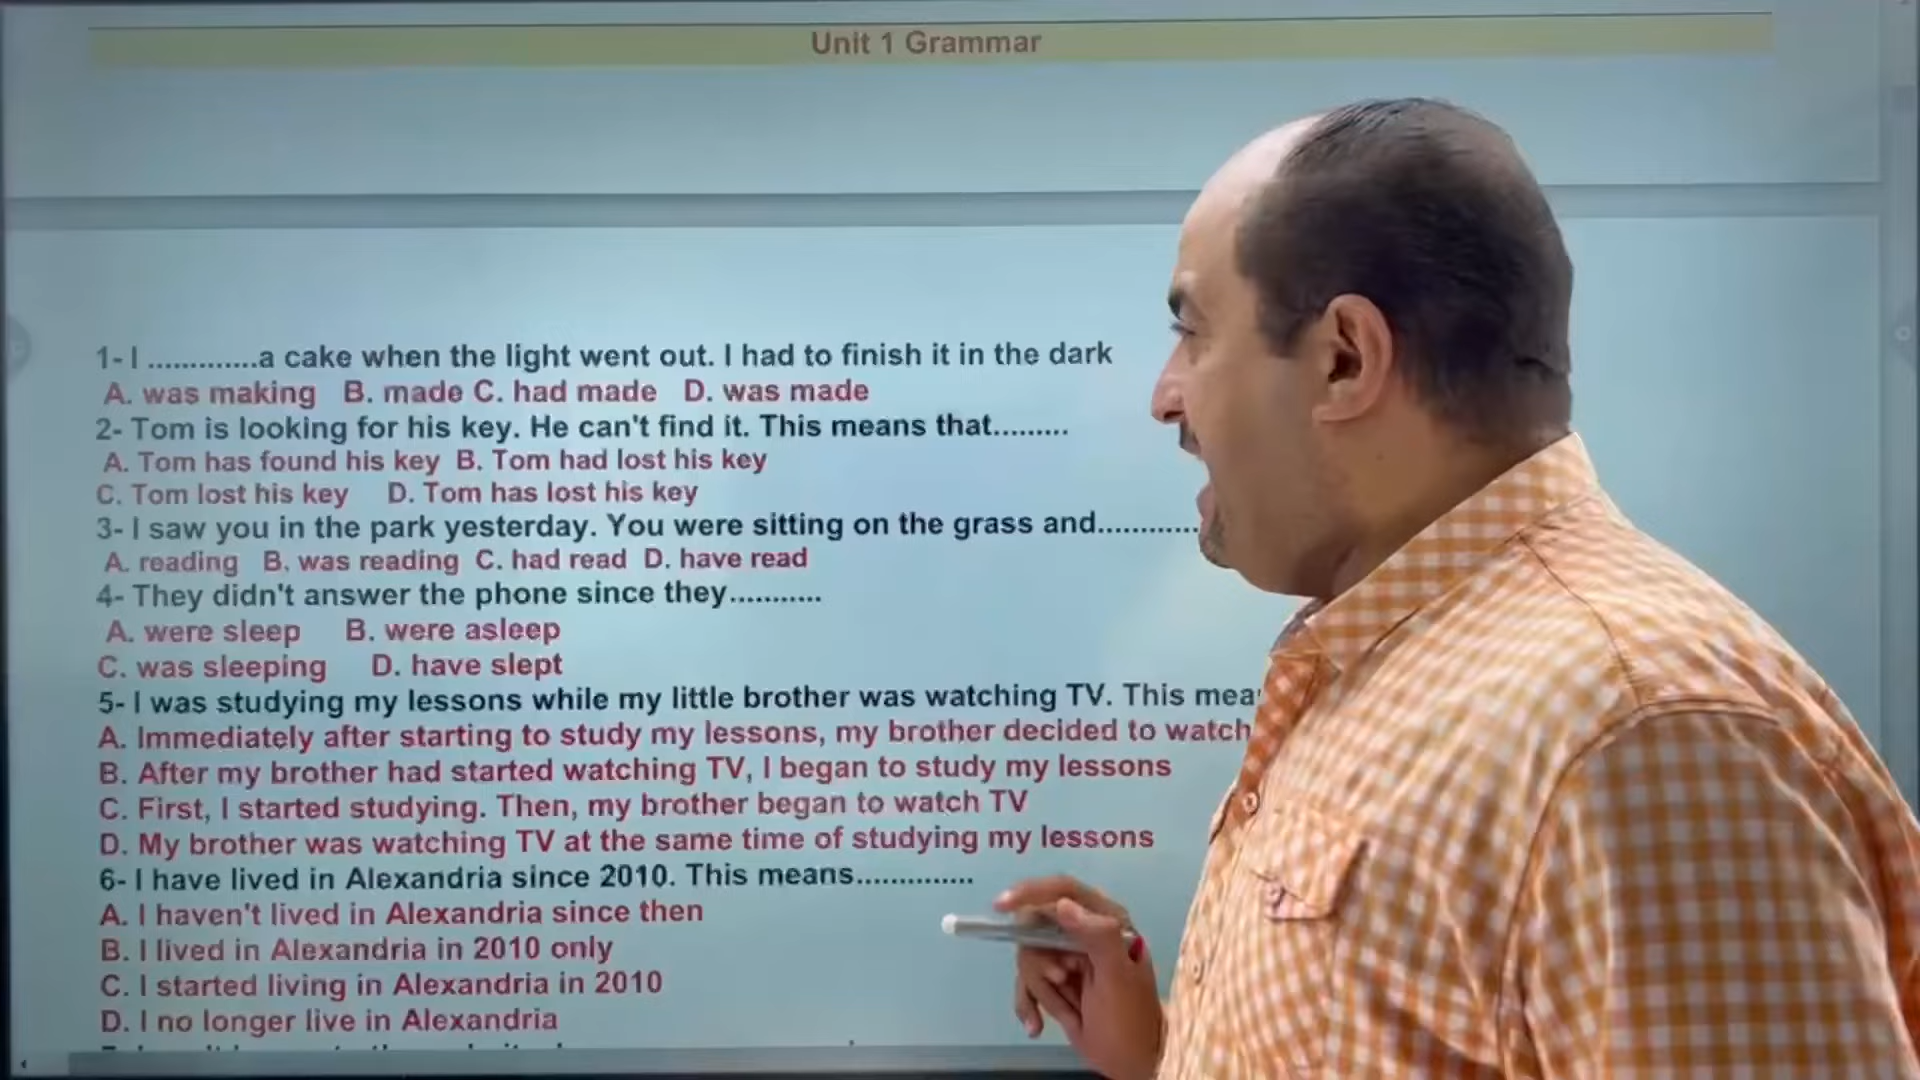 Unit 1 Grammar
1- I .............a cake when the light went out. I had to finish it in the dark
A. was making B. made C. had made D. was made
2- Tom is looking for his key. He can't find it. This means that.........
A. Tom has found his key B. Tom had lost his key
C. Tom lost his key D. Tom has lost his key
3- I saw you in the park yesterday. You were sitting on the grass and............
A. reading B. was reading C. had read D. have read
4- They didn't answer the phone since they...........
A. were sleep B. were asleep
C. was sleeping D. have slept
5- I was studying my lessons while my little brother was watching TV. This
A. Immediately after starting to study my lessons, my brother decided to watch
B. After my brother had started watching TV, I began to study my lessons
C. First, I started studying. Then, my brother began to watch TV
D. My brother was watching TV at the same time of studying my lessons
6- I have lived in Alexandria since 2010. This means..............
A. I haven't lived in Alexandria since then
B. I lived in Alexandria in 2010 only
C. I started living in Alexandria in 2010
D. I no longer live in Alexandria